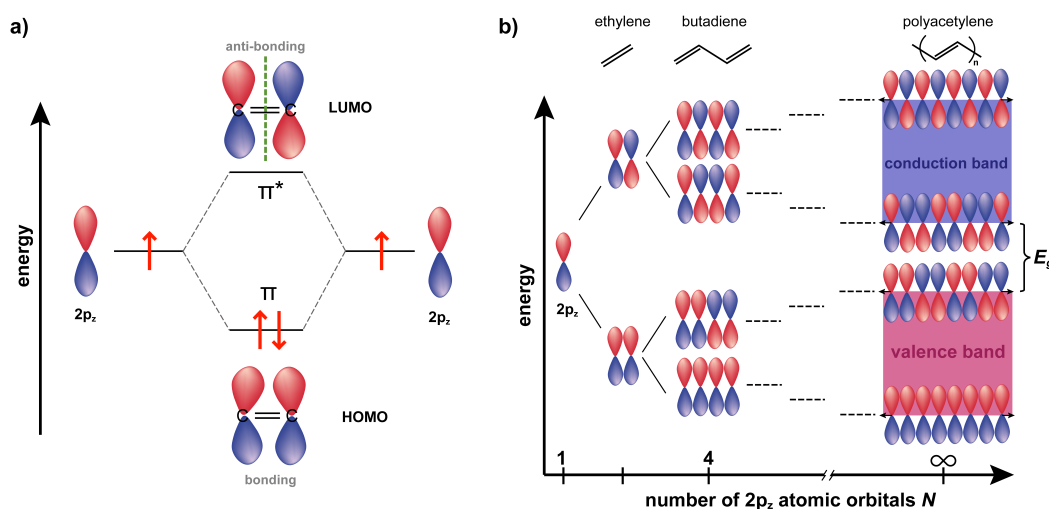 a)
anti-bonding
C
C
LUMO
energy
π*
2pz
2pz
π
C
C
HOMO
bonding
b)
ethylene
butadiene
polyacetylene
n
energy
conduction band
Eg
2pz
valence band
1
4
∞
number of 2pz atomic orbitals N